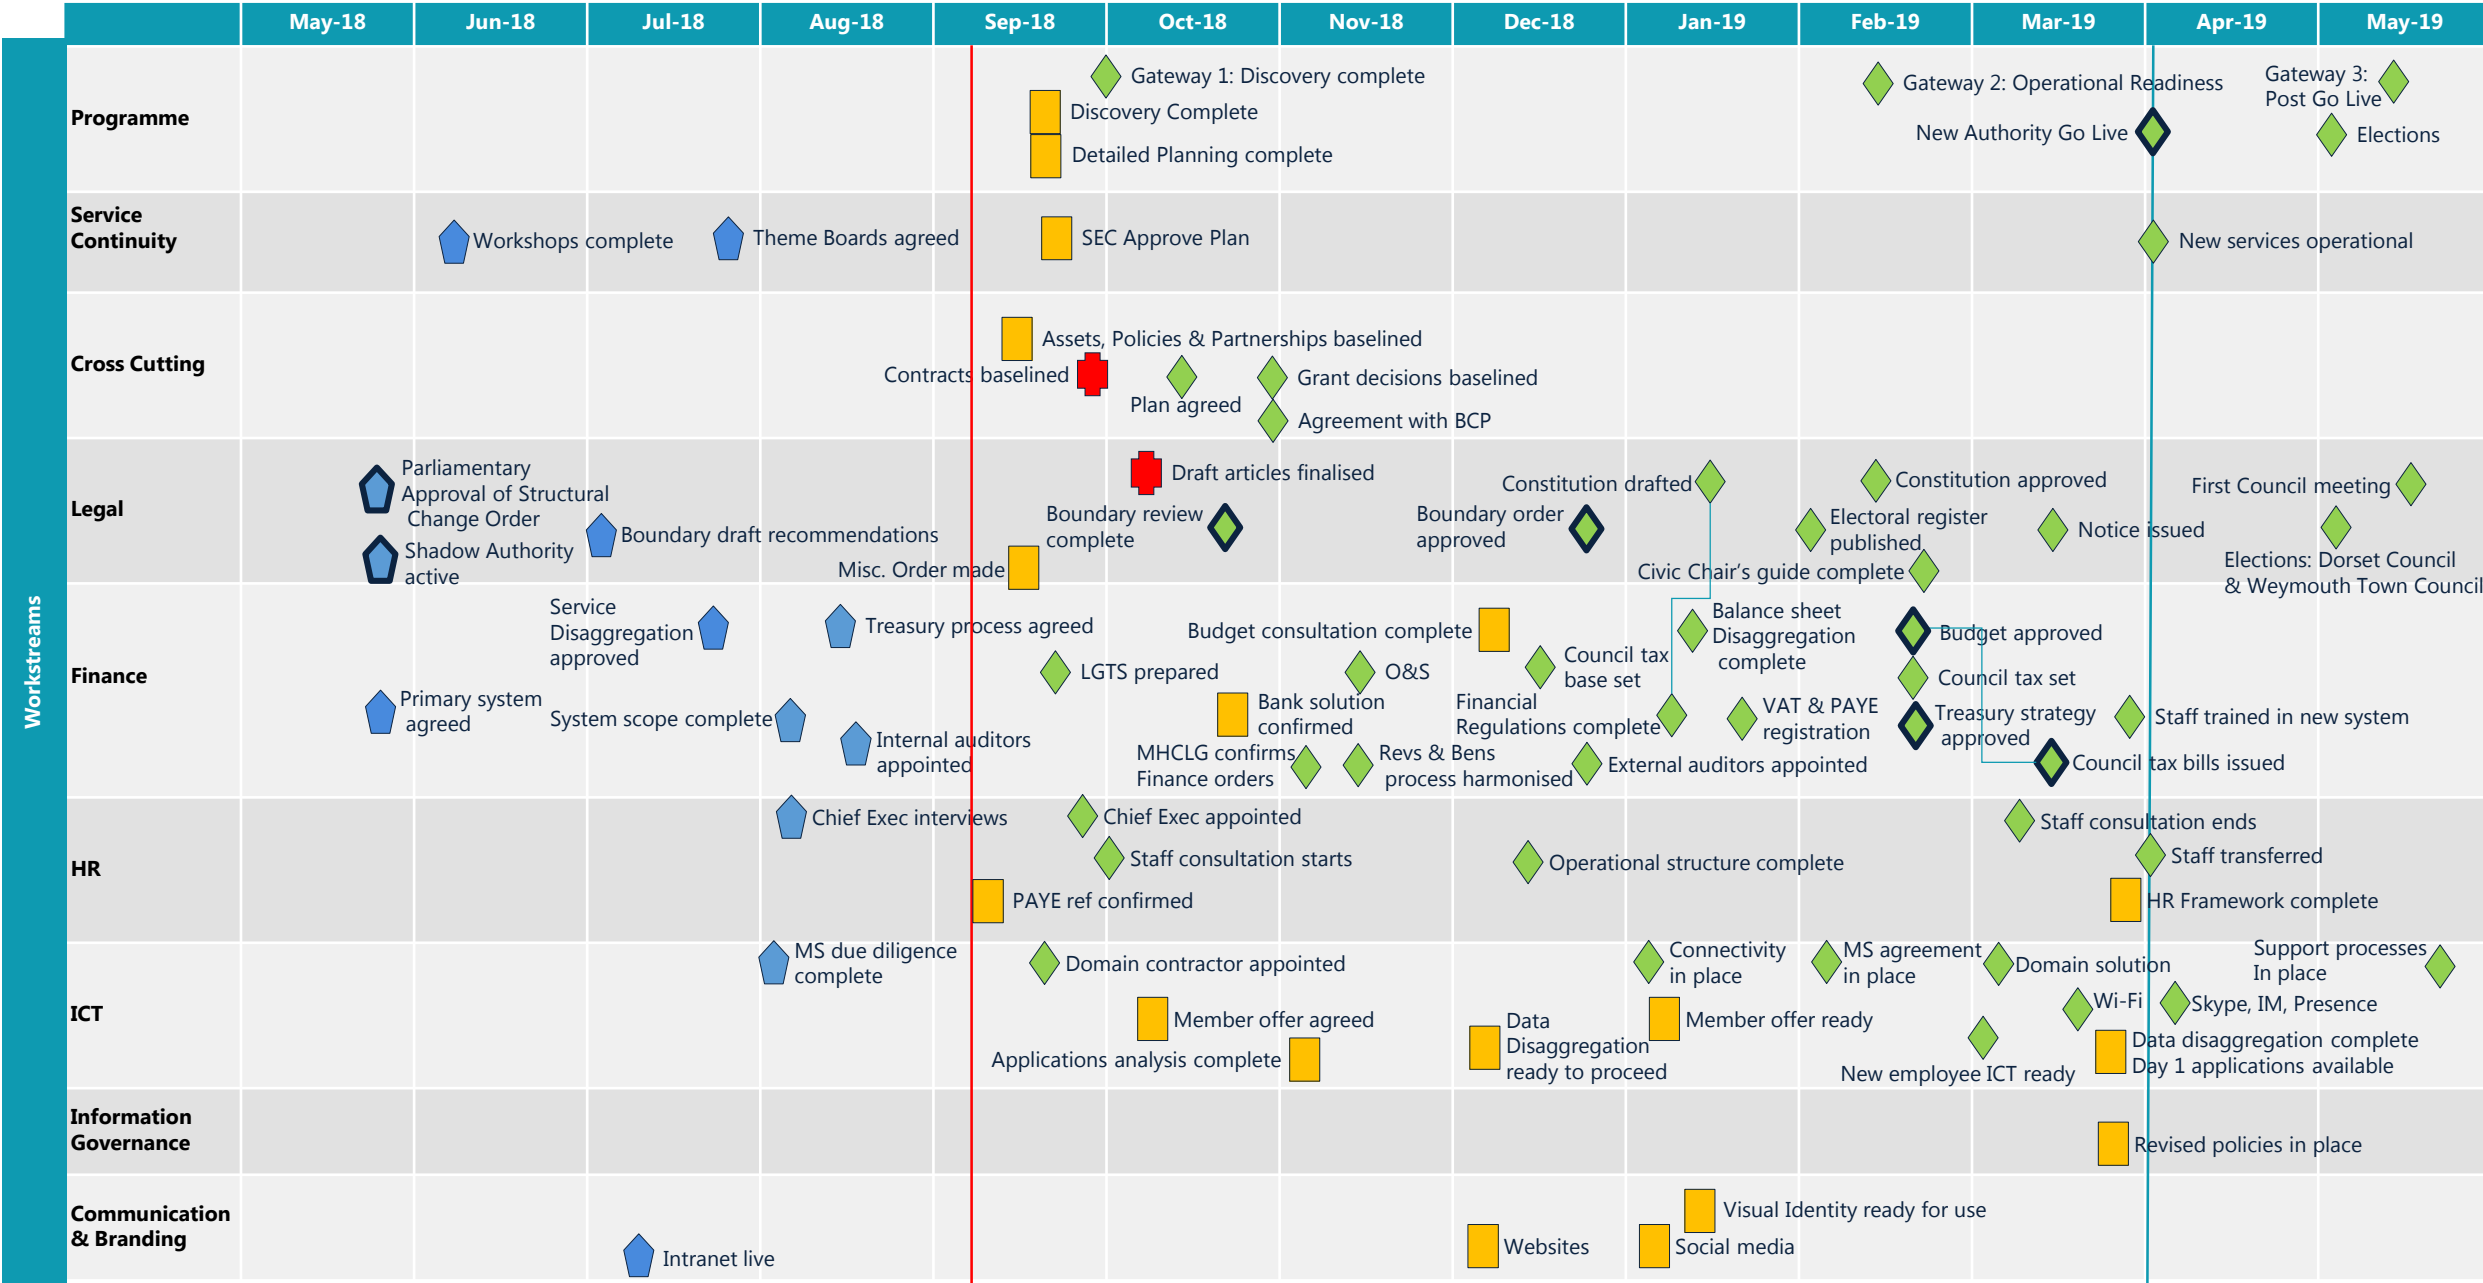 May-18
Jun-18
Jul-18
Aug-18
Sep-18
Oct-18
Nov-18
Dec-18
Jan-19
Feb-19
Mar-19
Apr-19
May-19
Workstreams
Programme
Gateway 1: Discovery complete
Discovery Complete
Detailed Planning complete
Gateway 2: Operational Readiness
New Authority Go Live
Gateway 3:
Post Go Live
Elections
Service
Continuity
Workshops complete
Theme Boards agreed
SEC Approve Plan
New services operational
Cross Cutting
Assets, Policies & Partnerships baselined
Contracts baselined
Plan agreed
Grant decisions baselined
Agreement with BCP
Legal
Parliamentary
Approval of Structural
Change Order
Shadow Authority
active
Boundary draft recommendations
Misc. Order made
Draft articles finalised
Boundary review
complete
Constitution drafted
Boundary order
approved
Constitution approved
Electoral register
published
Civic Chair's guide complete
Notice issued
First Council meeting
Elections: Dorset Council
& Weymouth Town Council
Finance
Service
Disaggregation
approved
Treasury process agreed
Primary system
agreed
System scope complete
Internal auditors
appointed
LGTS prepared
Budget consultation complete
O&S
Bank solution
confirmed
MHCLG confirms
Finance orders
Revs & Bens
process harmonised
Council tax
base set
Financial
Regulations complete
External auditors appointed
Balance sheet
Disaggregation
complete
VAT & PAYE
registration
Budget approved
Council tax set
Treasury strategy
approved
Council tax bills issued
Staff trained in new system
HR
Chief Exec interviews
Chief Exec appointed
Staff consultation starts
PAYE ref confirmed
Operational structure complete
Staff consultation ends
Staff transferred
HR Framework complete
ICT
MS due diligence
complete
Domain contractor appointed
Member offer agreed
Applications analysis complete
Data
Disaggregation
ready to proceed
Connectivity
in place
Member offer ready
MS agreement
in place
Domain solution
Wi-Fi
New employee ICT ready
Skype, IM, Presence
Support processes
In place
Data disaggregation complete
Day 1 applications available
Information
Governance
Revised policies in place
Communication
& Branding
Intranet live
Websites
Visual Identity ready for use
Social media